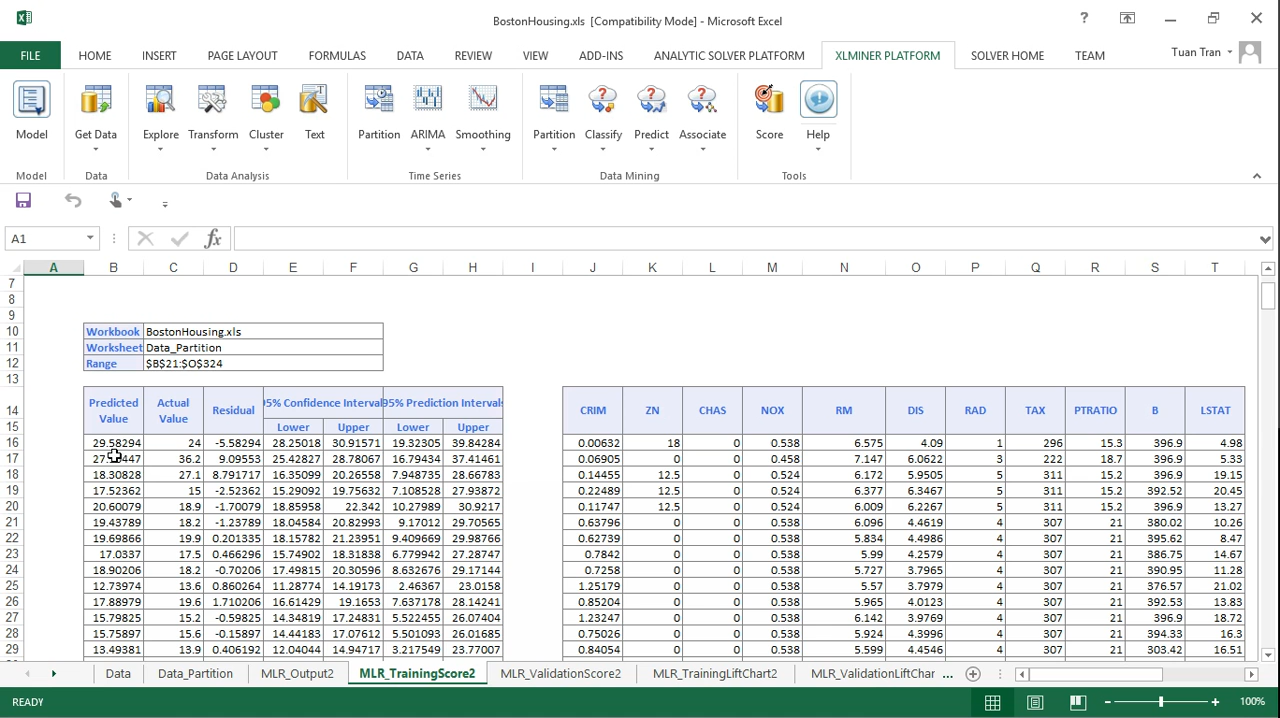 BostonHousing.xls [Compatibility Mode] - Microsoft Excel
?
FILE HOME INSERT PAGE LAYOUT FORMULAS DATA REVIEW VIEW ADD-INS ANALYTIC SOLVER PLATFORM XLMINER PLATFORM SOLVER HOME TEAM Tuan Tran
Model Get Data Explore Transform Cluster Text Partition ARIMA Smoothing Partition Classify Predict Associate Score Help
Model Data Data Analysis Time Series Data Mining Tools
A1 fx
A B C D E F G H I J K L M N O P Q R S T
7
8
9
10 Workbook BostonHousing.xls
11 Worksheet Data_Partition
12 Range $B$21:$O$324
13
14 Predicted Value Actual Value Residual 95% Confidence Intervals 95% Prediction Intervals CRIM ZN CHAS NOX RM DIS RAD TAX PTRATIO B LSTAT
15 Lower Upper Lower Upper
16 29.58294 24 -5.58294 28.25018 30.91571 19.32305 39.84284 0.00632 18 0 0.538 6.575 4.09 1 296 15.3 396.9 4.98
17 36.2 9.09553 25.42827 28.78067 16.79434 37.41461 0.06905 0 0 0.458 7.147 6.0622 3 222 18.7 396.9 5.33
18 18.30828 27.1 8.791717 16.35099 20.26558 7.948735 28.66783 0.14455 12.5 0 0.524 6.172 5.9505 5 311 15.2 396.9 19.15
19 17.52362 15 -2.52362 15.29092 19.75632 7.108528 27.93872 0.22489 12.5 0 0.524 6.377 6.3467 5 311 15.2 392.52 20.45
20 20.60079 18.9 -1.70079 18.85958 22.342 10.27989 30.9217 0.11747 12.5 0 0.524 6.009 6.2267 5 311 15.2 396.9 13.27
21 19.43789 18.2 -1.23789 18.04584 20.82993 9.17012 29.70565 0.63796 0 0 0.538 6.096 4.4619 4 307 21 380.02 10.26
22 19.69866 19.9 0.201335 18.15782 21.23951 9.409669 29.98766 0.62739 0 0 0.538 5.834 4.4986 4 307 21 395.62 8.47
23 17.0337 17.5 0.466296 15.74902 18.31838 6.779942 27.28747 0.7842 0 0 0.538 5.99 4.2579 4 307 21 386.75 14.67
24 18.90206 18.2 -0.70206 17.49815 20.30596 8.632676 29.17144 0.7258 0 0 0.538 5.727 3.7965 4 307 21 390.95 11.28
25 12.73974 13.6 0.860264 11.28774 14.19173 2.46367 23.0158 1.25179 0 0 0.538 5.57 3.7979 4 307 21 376.57 21.02
26 17.88979 19.6 1.710206 16.61429 19.1653 7.637178 28.14241 0.85204 0 0 0.538 5.965 4.0123 4 307 21 392.53 13.83
27 15.79825 15.2 -0.59825 14.34819 17.24831 5.522455 26.07404 1.23247 0 0 0.538 6.142 3.9769 4 307 21 396.9 18.72
28 15.75897 15.6 -0.15897 14.44183 17.07612 5.501093 26.01685 0.75026 0 0 0.538 5.924 4.3996 4 307 21 394.33 16.3
29 13.49381 13.9 0.406192 12.04044 14.94717 3.217549 23.77007 0.84054 0 0 0.538 5.599 4.4546 4 307 21 303.42 16.51
Data Data_Partition MLR_Output2 MLR_TrainingScore2 MLR_ValidationScore2 MLR_TrainingLiftChart2 MLR_ValidationLiftChar ...
READY 100%